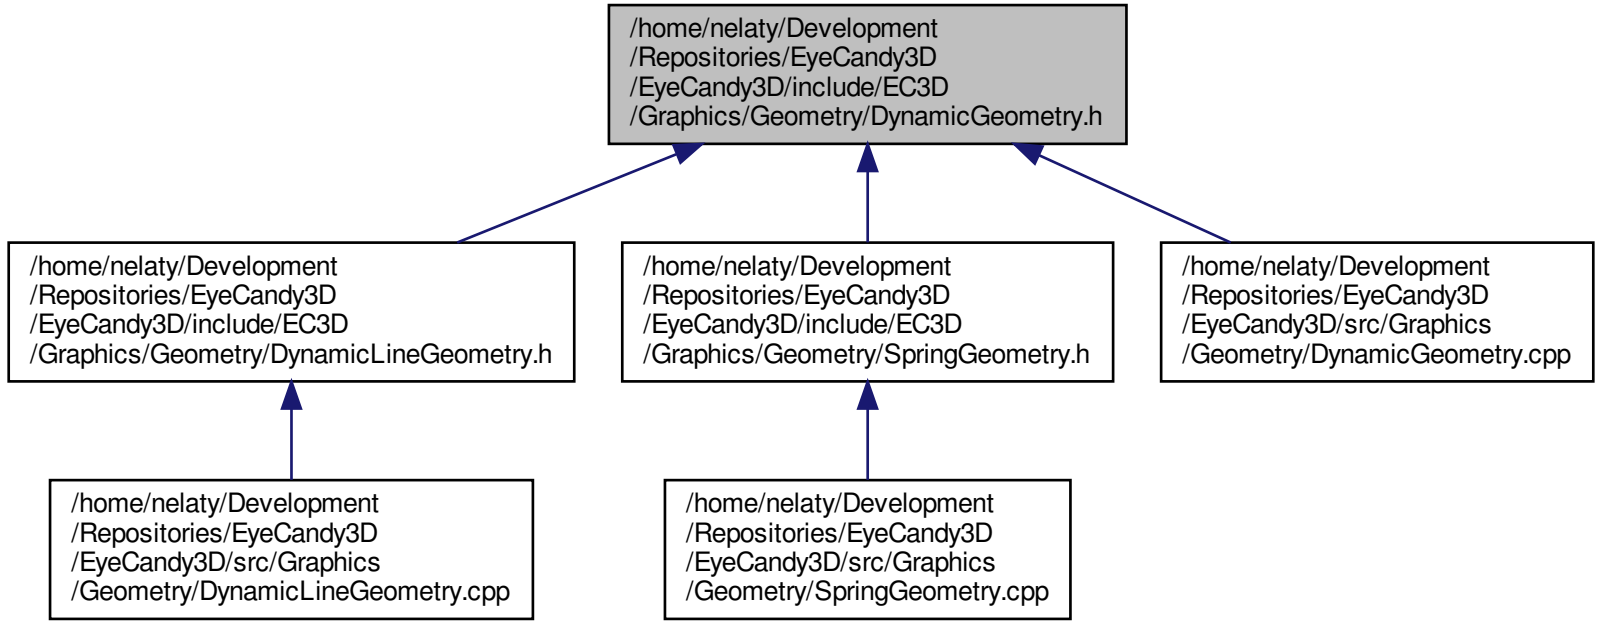 /home/nelaty/Development
/Repositories/EyeCandy3D
/EyeCandy3D/include/EC3D
/Graphics/Geometry/DynamicGeometry.h
/home/nelaty/Development
/Repositories/EyeCandy3D
/EyeCandy3D/include/EC3D
/Graphics/Geometry/DynamicLineGeometry.h
/home/nelaty/Development
/Repositories/EyeCandy3D
/EyeCandy3D/include/EC3D
/Graphics/Geometry/SpringGeometry.h
/home/nelaty/Development
/Repositories/EyeCandy3D
/EyeCandy3D/src/Graphics
/Geometry/DynamicGeometry.cpp
/home/nelaty/Development
/Repositories/EyeCandy3D
/EyeCandy3D/src/Graphics
/Geometry/DynamicLineGeometry.cpp
/home/nelaty/Development
/Repositories/EyeCandy3D
/EyeCandy3D/src/Graphics
/Geometry/SpringGeometry.cpp